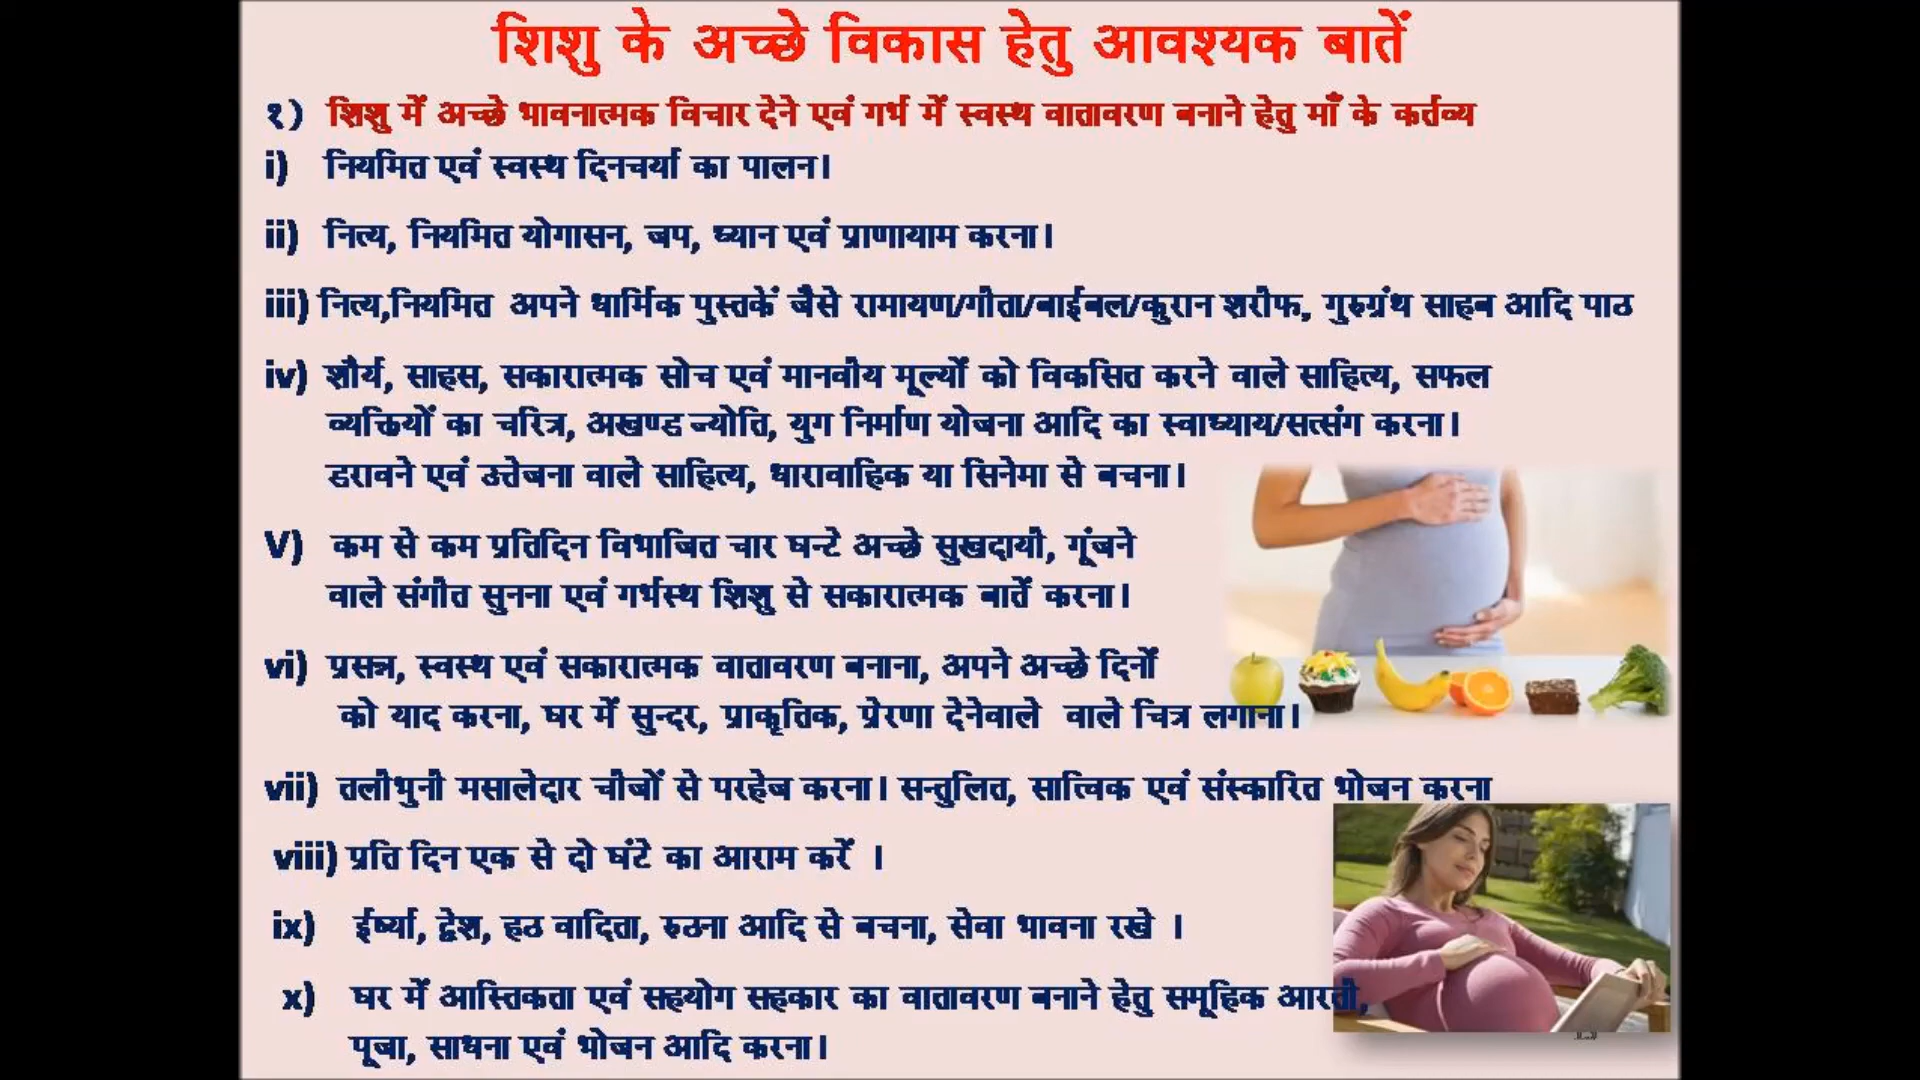 शिशु के अच्छे विकास हेतु आवश्यक बातें
१) शिशु में अच्छे भावनात्मक विचार देने एवं गर्भ में स्वस्थ वातावरण बनाने हेतु माँ के कर्तव्य
i) नियमित एवं स्वस्थ दिनचर्या का पालन।
ii) नित्य, नियमित योगासन, जप, ध्यान एवं प्राणायाम करना।
iii) नित्य,नियमित अपने धार्मिक पुस्तकें जैसे रामायण/गीता/बाईबल/कुरान शरीफ, गुरुग्रंथ साहब आदि पाठ
iv) शौर्य, साहस, सकारात्मक सोच एवं मानवीय मूल्यों को विकसित करने वाले साहित्य, सफल
व्यक्तियों का चरित्र, अखण्ड ज्योति, युग निर्माण योजना आदि का स्वाध्याय/सत्संग करना।
डरावने एवं उत्तेजना वाले साहित्य, धारावाहिक या सिनेमा से बचना।
V) कम से कम प्रतिदिन विभाजित चार घन्टे अच्छे सुखदायी, गूंजने
वाले संगीत सुनना एवं गर्भस्थ शिशु से सकारात्मक बातें करना।
vi) प्रसन्न, स्वस्थ एवं सकारात्मक वातावरण बनाना, अपने अच्छे दिनों
को याद करना, घर में सुन्दर, प्राकृतिक, प्रेरणा देनेवाले वाले चित्र लगाना।
vii) तलीभुनी मसालेदार चीजों से परहेज करना। सन्तुलित, सात्विक एवं संस्कारित भोजन करना
viii) प्रति दिन एक से दो घंटे का आराम करें ।
ix) ईर्ष्या, द्वेश, हठ वादिता, रुठना आदि से बचना, सेवा भावना रखे ।
x) घर में आस्तिकता एवं सहयोग सहकार का वातावरण बनाने हेतु समूहिक आरती,
पूजा, साधना एवं भोजन आदि करना।